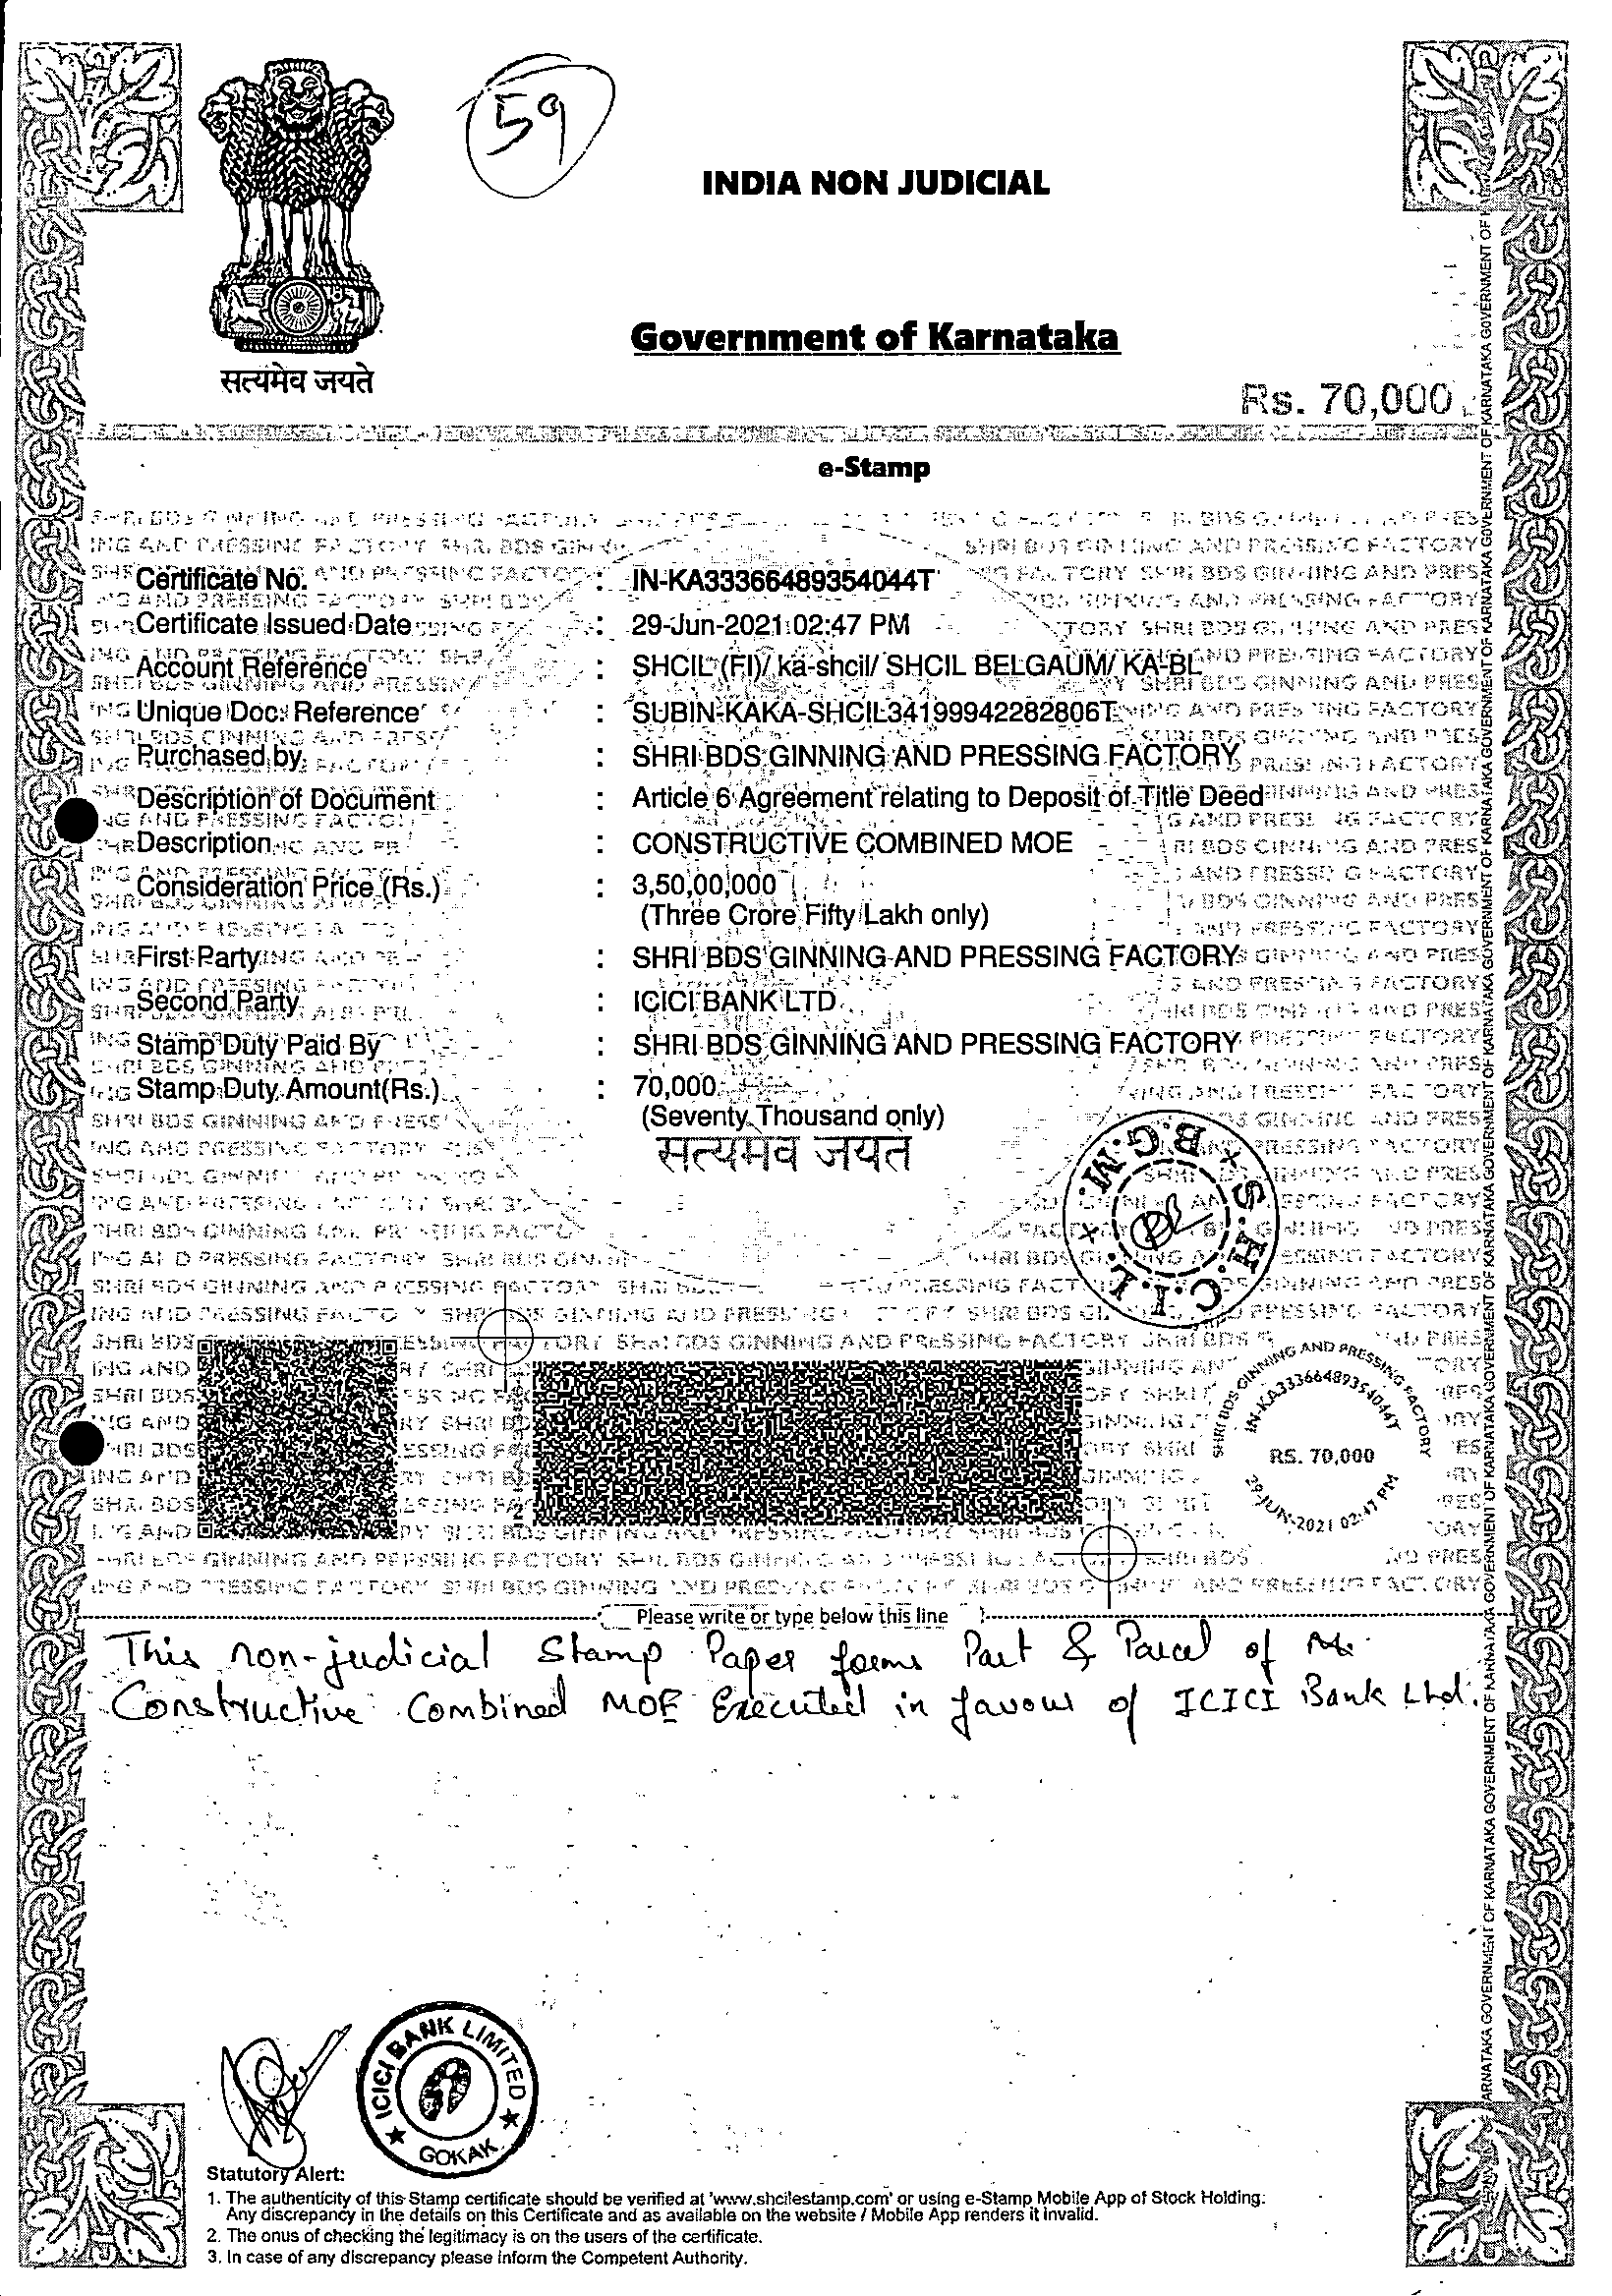 59
INDIA NON JUDICIAL
Government of Karnataka
सत्यमेव जयते
Rs. 70,000
e-Stamp
Certificate No. : IN-KA33366489354044T
Certificate Issued Date : 29-Jun-2021 02:47 PM
Account Reference : SHCIL (FI)/ ka-shcil/ SHCIL BELGAUM/ KA-BL
Unique Doc. Reference : SUBIN-KAKA-SHCIL34199942282806T
Purchased by : SHRI BDS GINNING AND PRESSING FACTORY
Description of Document : Article 6 Agreement relating to Deposit of Title Deed
Description : CONSTRUCTIVE COMBINED MOE
Consideration Price (Rs.) : 3,50,00,000
(Three Crore Fifty Lakh only)
First Party : SHRI BDS GINNING AND PRESSING FACTORY
Second Party : ICICI BANK LTD
Stamp Duty Paid By : SHRI BDS GINNING AND PRESSING FACTORY
Stamp Duty Amount(Rs.) : 70,000
(Seventy Thousand only)
सत्यमेव जयते
S.H.C.I.L. × B.G.M. ×
SHRI BDS GINNING AND PRESSING FACTORY
IN-KA33366489354044T
RS. 70,000
29-JUN-2021 02:47 PM
Please write or type below this line
This non-judicial Stamp Paper forms Part & Parcel of
Constructive Combined MOE Executed in favour of ICICI Bank Ltd.
ICICI BANK LIMITED
GOKAK
Statutory Alert:
1. The authenticity of this Stamp certificate should be verified at 'www.shcilestamp.com' or using e-Stamp Mobile App of Stock Holding.
Any discrepancy in the details on this Certificate and as available on the website / Mobile App renders it invalid.
2. The onus of checking the legitimacy is on the users of the certificate.
3. In case of any discrepancy please inform the Competent Authority.